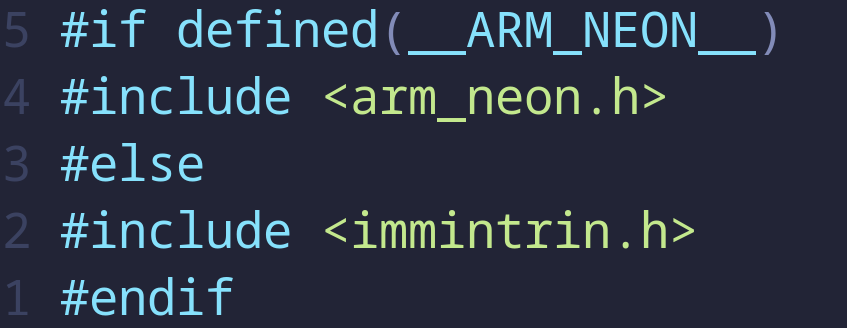 5 #if defined(__ARM_NEON__)
4 #include <arm_neon.h>
3 #else
2 #include <immintrin.h>
1 #endif